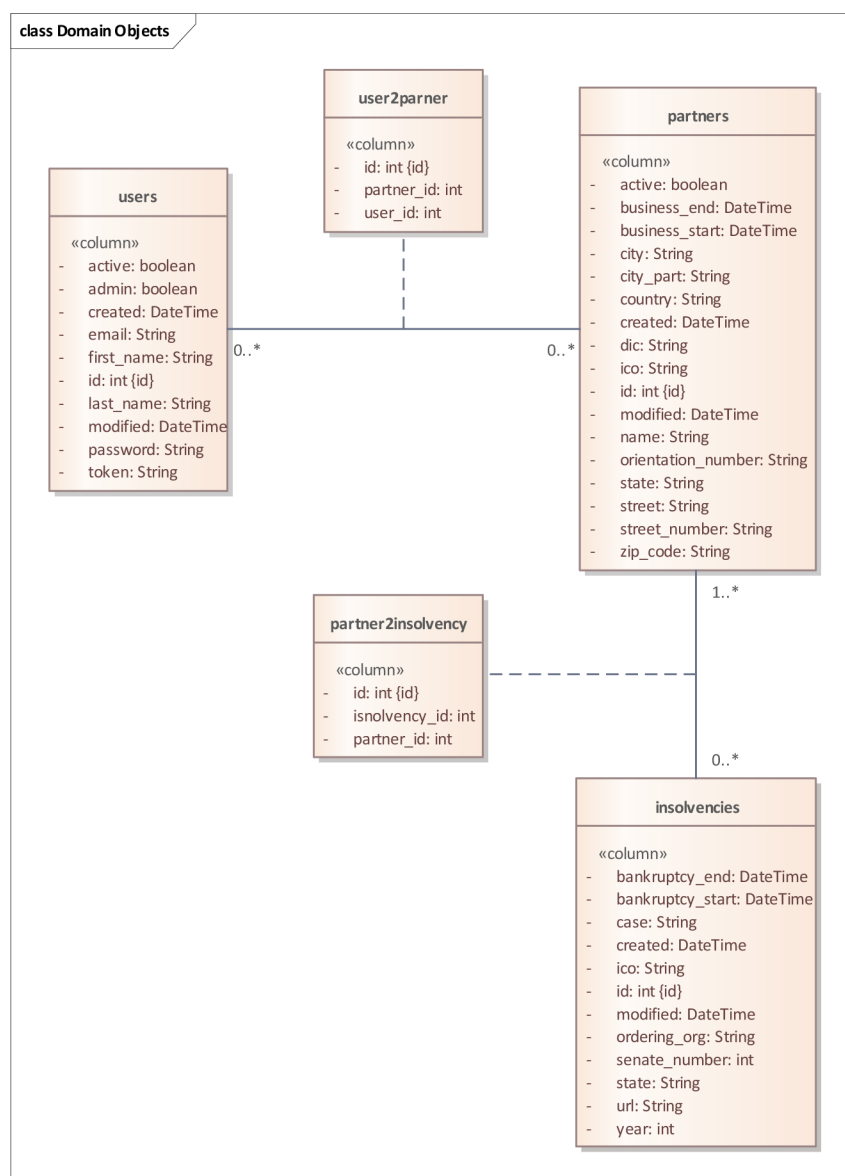 class Domain Objects
user2parner
«column»
- id: int {id}
- partner_id: int
- user_id: int
partners
«column»
- active: boolean
- business_end: DateTime
- business_start: DateTime
- city: String
- city_part: String
- country: String
- created: DateTime
- dic: String
- ico: String
- id: int {id}
- modified: DateTime
- name: String
- orientation_number: String
- state: String
- street: String
- street_number: String
- zip_code: String
users
«column»
- active: boolean
- admin: boolean
- created: DateTime
- email: String
- first_name: String
- id: int {id}
- last_name: String
- modified: DateTime
- password: String
- token: String
0..*
0..*
1..*
partner2insolvency
«column»
- id: int {id}
- isnolvency_id: int
- partner_id: int
0..*
insolvencies
«column»
- bankruptcy_end: DateTime
- bankruptcy_start: DateTime
- case: String
- created: DateTime
- ico: String
- id: int {id}
- modified: DateTime
- ordering_org: String
- senate_number: int
- state: String
- url: String
- year: int